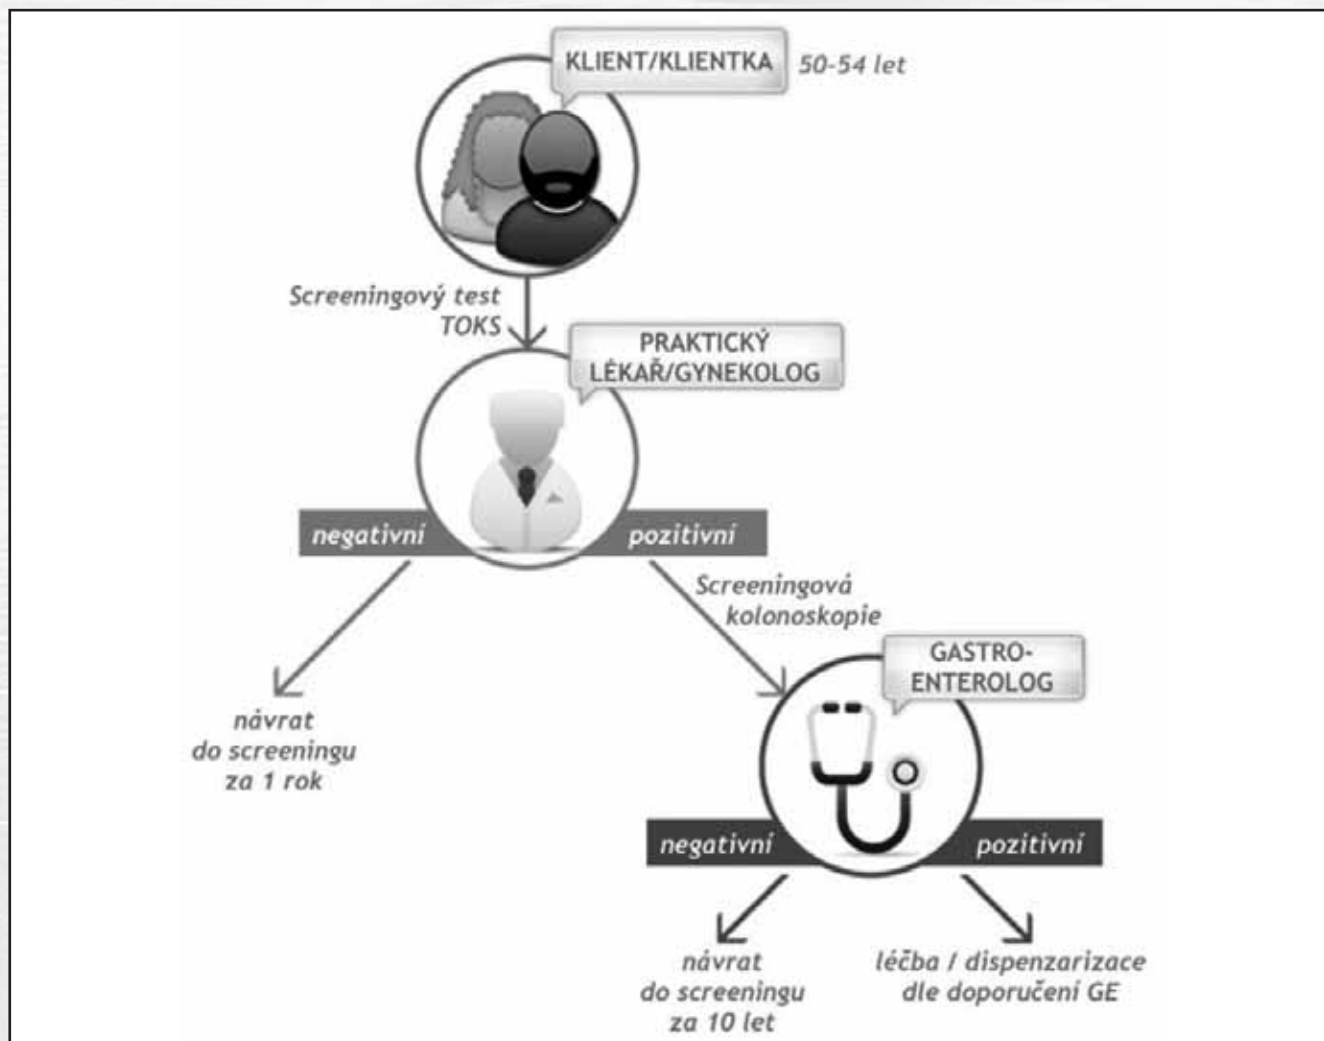 KLIENT/KLIENTKA
50-54 let
Screeningový test
TOKS
PRAKTICKÝ
LÉKAŘ/GYNEKOLOG
negativní
pozitivní
Screeningová
kolonoskopie
návrat
do screeningu
za 1 rok
GASTRO-
ENTEROLOG
negativní
pozitivní
návrat
do screeningu
za 10 let
léčba / dispenzarizace
dle doporučení GE